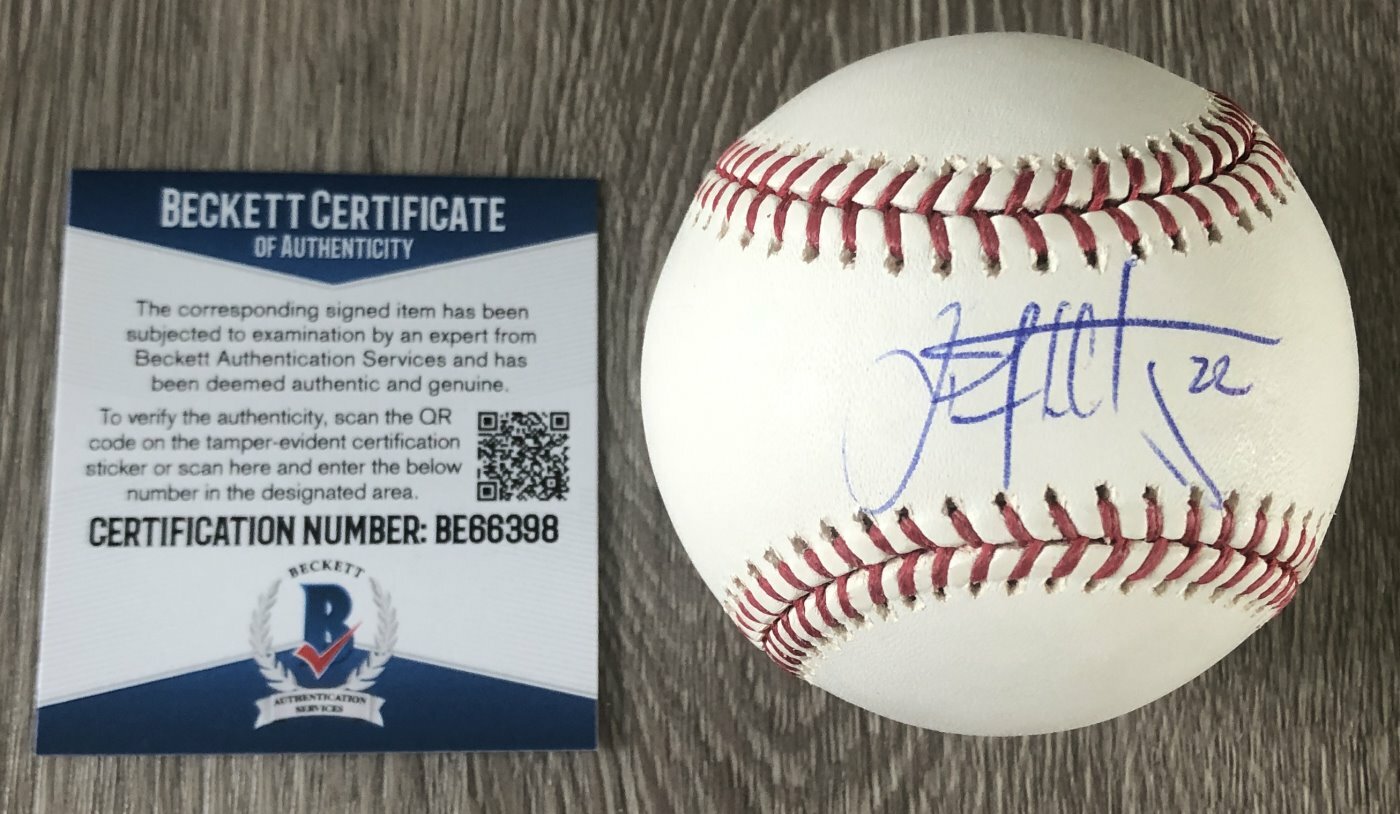 BECKETT CERTIFICATE
OF AUTHENTICITY
The corresponding signed item has been
subjected to examination by an expert from
Beckett Authentication Services and has
been deemed authentic and genuine.
To verify the authenticity, scan the QR
code on the tamper-evident certification
sticker or scan here and enter the below
number in the designated area.
CERTIFICATION NUMBER: BE66398
BECKETT
B
AUTHENTICATION
SERVICES
22